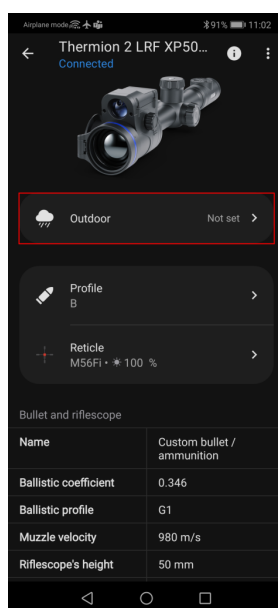 Airplane mode 91% 11:02
Thermion 2 LRF XP50...
Connected
Outdoor Not set
Profile
B
Reticle
M56Fi • 100 %
Bullet and riflescope
Name Custom bullet /
ammunition
Ballistic coefficient 0.346
Ballistic profile G1
Muzzle velocity 980 m/s
Riflescope's height 50 mm